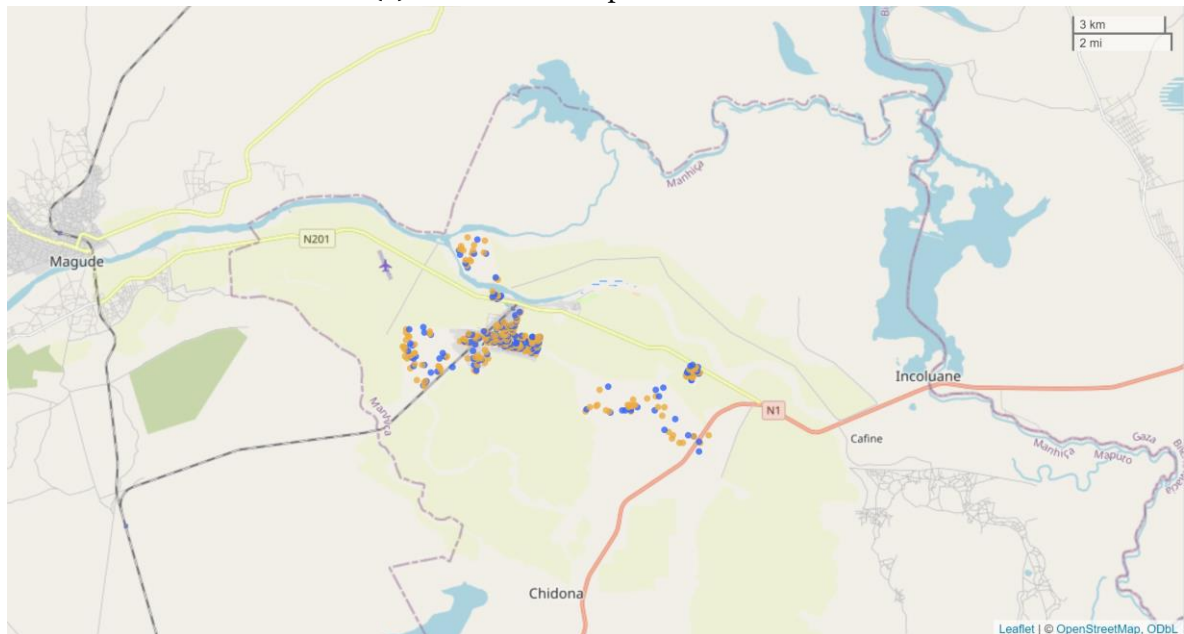 3 km
2 mi
Manhiça
N201
Magude
Incoluane
Manhiça
N1
Cafine
Gaza
Manhiça
Maputo
Chidona
Leaflet | © OpenStreetMap, ODbL